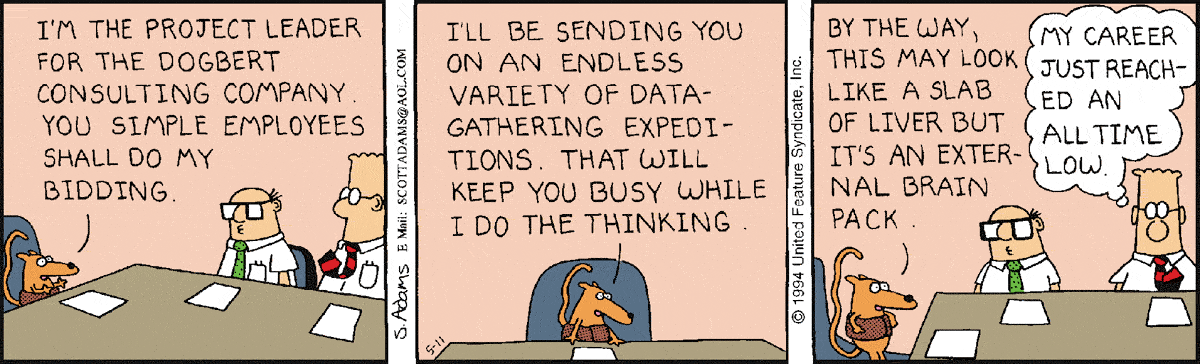 I'M THE PROJECT LEADER
FOR THE DOGBERT
CONSULTING COMPANY.
YOU SIMPLE EMPLOYEES
SHALL DO MY
BIDDING.
S. ADAMS E MAIL: SCOTTADAMS@AOL.COM
I'LL BE SENDING YOU
ON AN ENDLESS
VARIETY OF DATA-
GATHERING EXPEDI-
TIONS. THAT WILL
KEEP YOU BUSY WHILE
I DO THE THINKING.
5-11
© 1994 United Feature Syndicate, Inc.
BY THE WAY,
THIS MAY LOOK
LIKE A SLAB
OF LIVER BUT
IT'S AN EXTER-
NAL BRAIN
PACK.
MY CAREER
JUST REACH-
ED AN
ALL TIME
LOW.